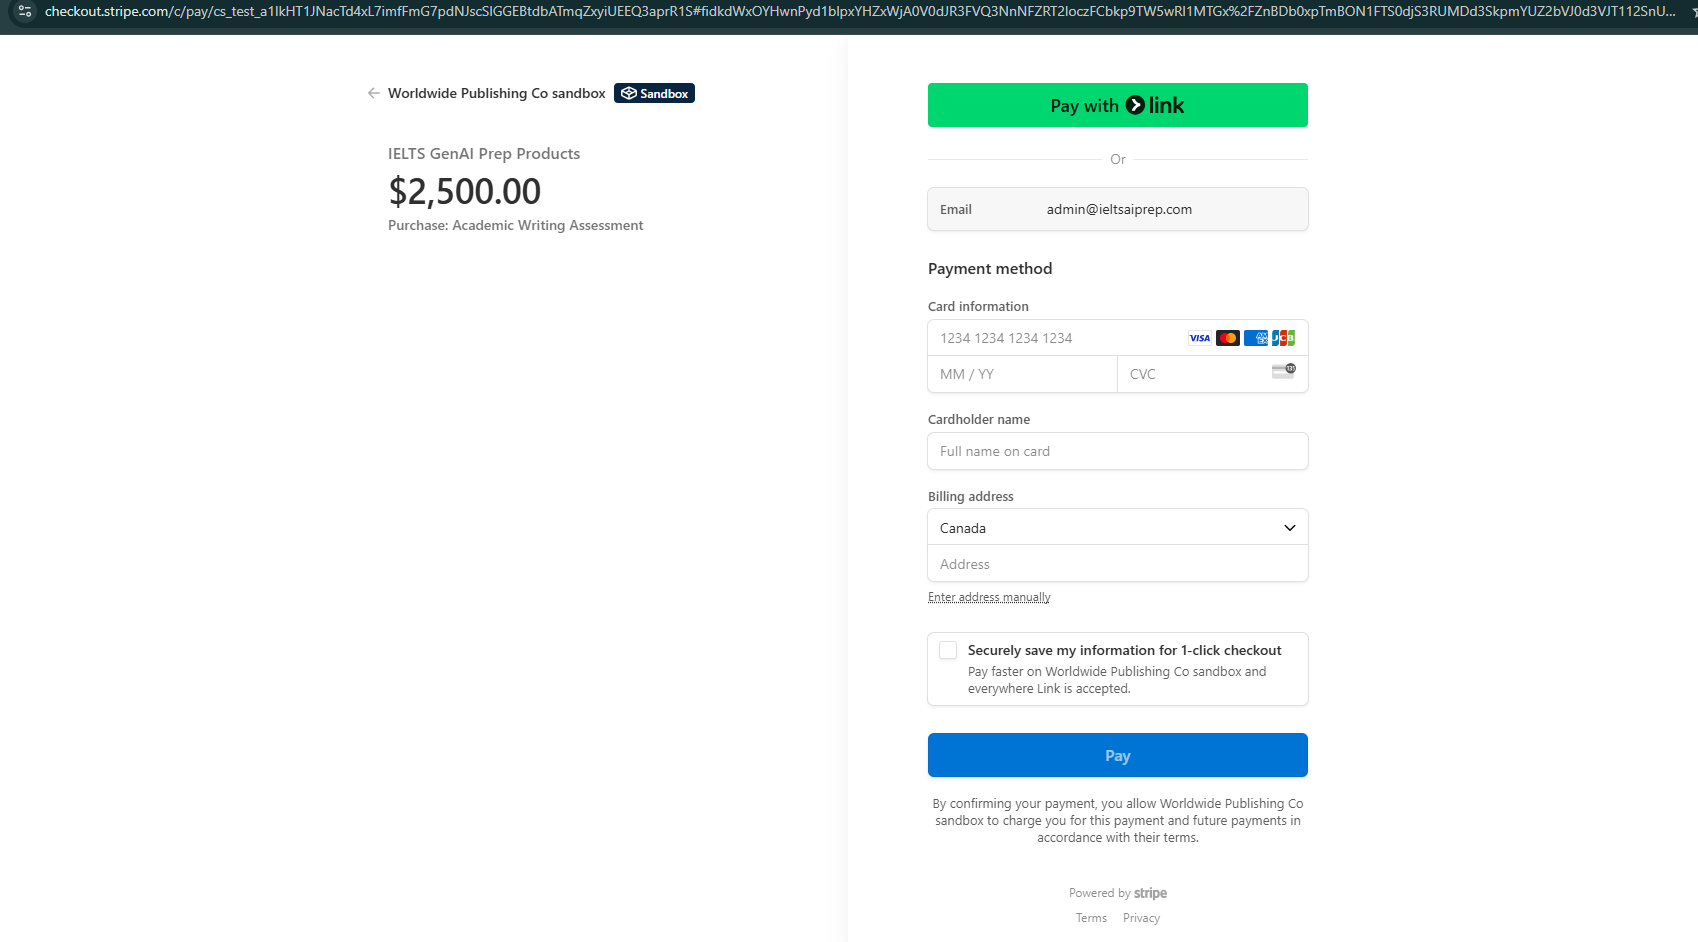 checkout.stripe.com/c/pay/
Worldwide Publishing Co sandbox Sandbox
IELTS GenAI Prep Products
$2,500.00
Purchase: Academic Writing Assessment
Pay with link
Or
Email admin@ieltsaiprep.com
Payment method
Card information
1234 1234 1234 1234 VISA AMEX JCB
MM / YY CVC 135
Cardholder name
Full name on card
Billing address
Canada
Address
Enter address manually
Securely save my information for 1-click checkout
Pay faster on Worldwide Publishing Co sandbox and
everywhere Link is accepted.
Pay
By confirming your payment, you allow Worldwide Publishing Co
sandbox to charge you for this payment and future payments in
accordance with their terms.
Powered by stripe
Terms Privacy